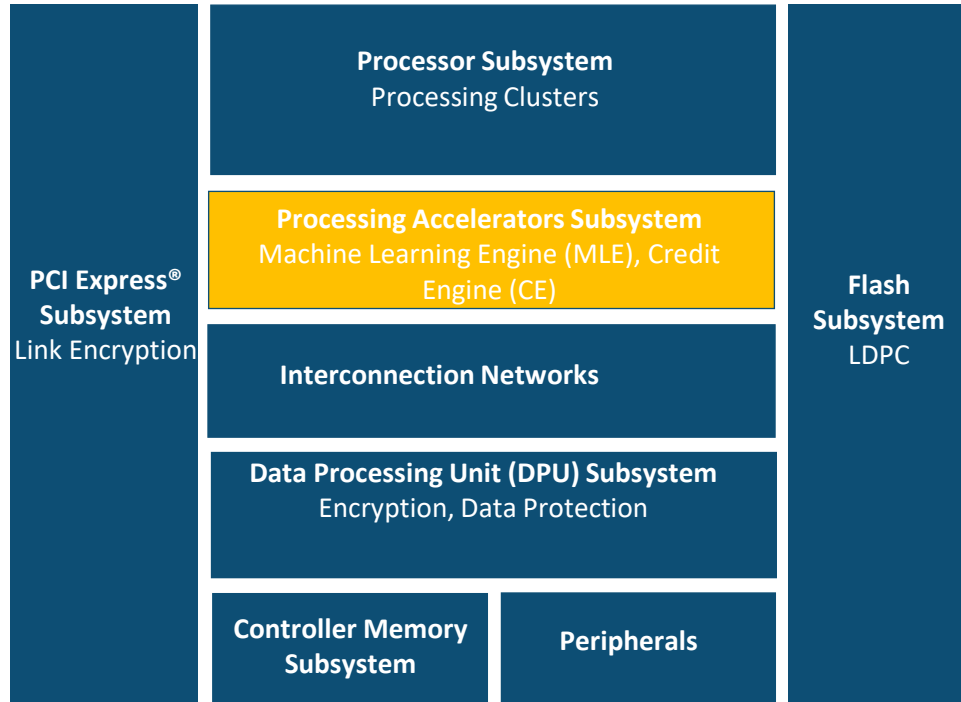 Processor Subsystem
Processing Clusters
Processing Accelerators Subsystem
Machine Learning Engine (MLE), Credit
Engine (CE)
PCI Express®
Subsystem
Link Encryption
Flash
Subsystem
LDPC
Interconnection Networks
Data Processing Unit (DPU) Subsystem
Encryption, Data Protection
Controller Memory
Subsystem
Peripherals